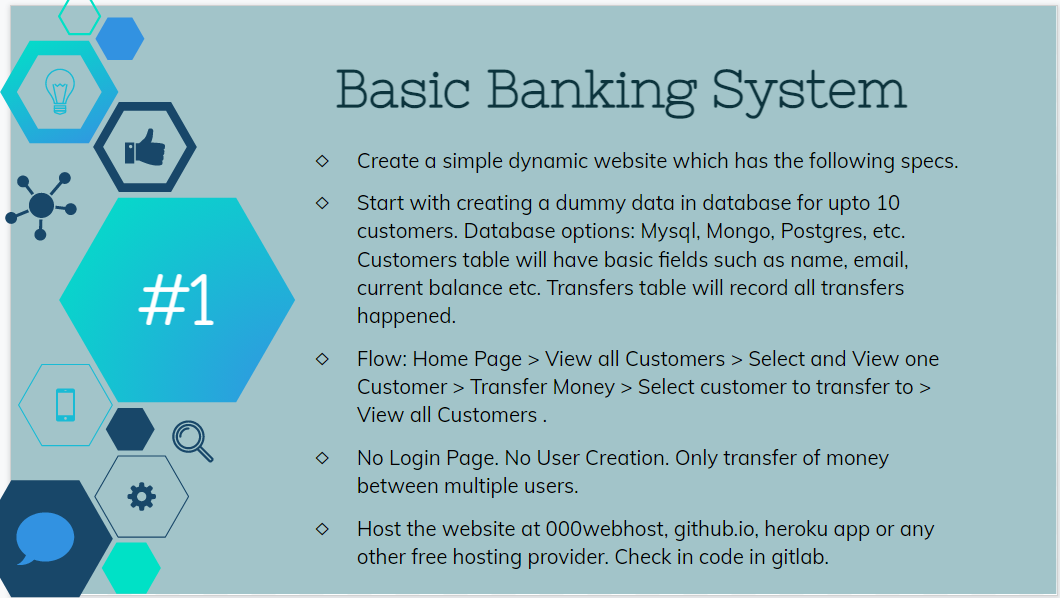 Basic Banking System
Create a simple dynamic website which has the following specs.
Start with creating a dummy data in database for upto 10
customers. Database options: Mysql, Mongo, Postgres, etc.
Customers table will have basic fields such as name, email,
current balance etc. Transfers table will record all transfers
happened.
#1
Flow: Home Page > View all Customers > Select and View one
Customer > Transfer Money > Select customer to transfer to >
View all Customers .
No Login Page. No User Creation. Only transfer of money
between multiple users.
Host the website at 000webhost, github.io, heroku app or any
other free hosting provider. Check in code in gitlab.